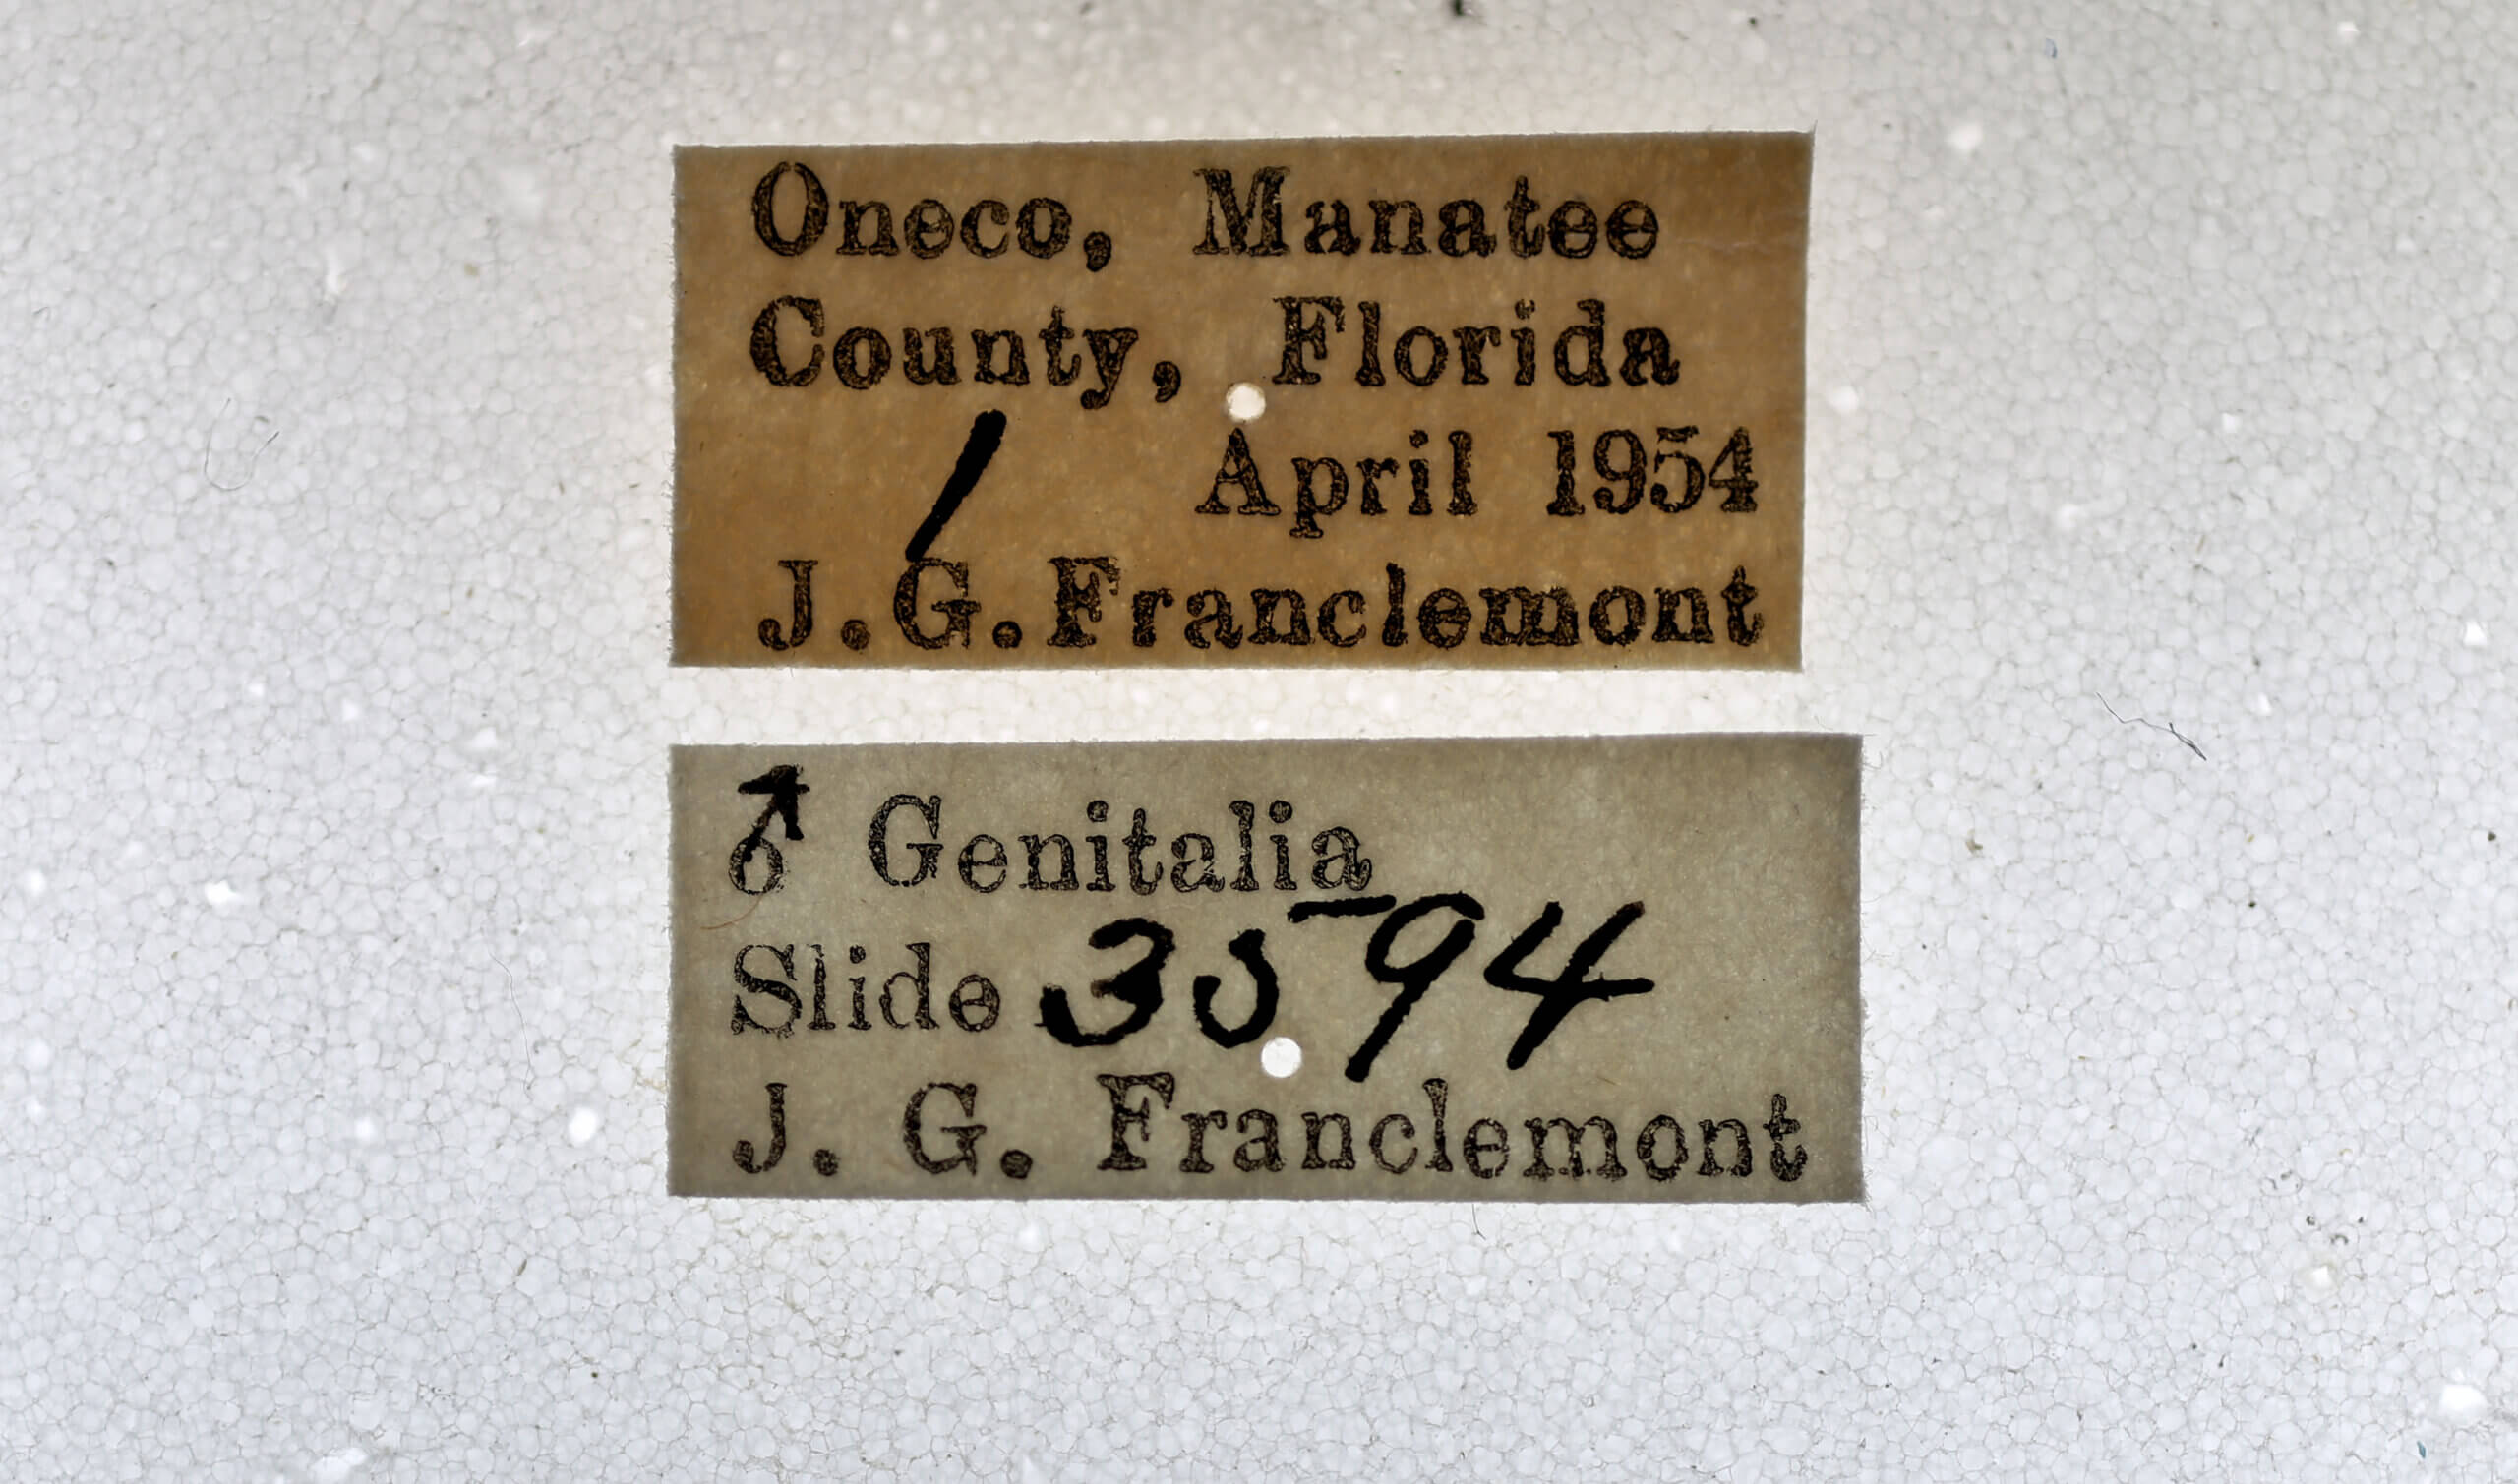 Oneco, Manatee
County, Florida
1 April 1954
J.G.Franclemont
♂ Genitalia
Slide 3594
J. G. Franclemont